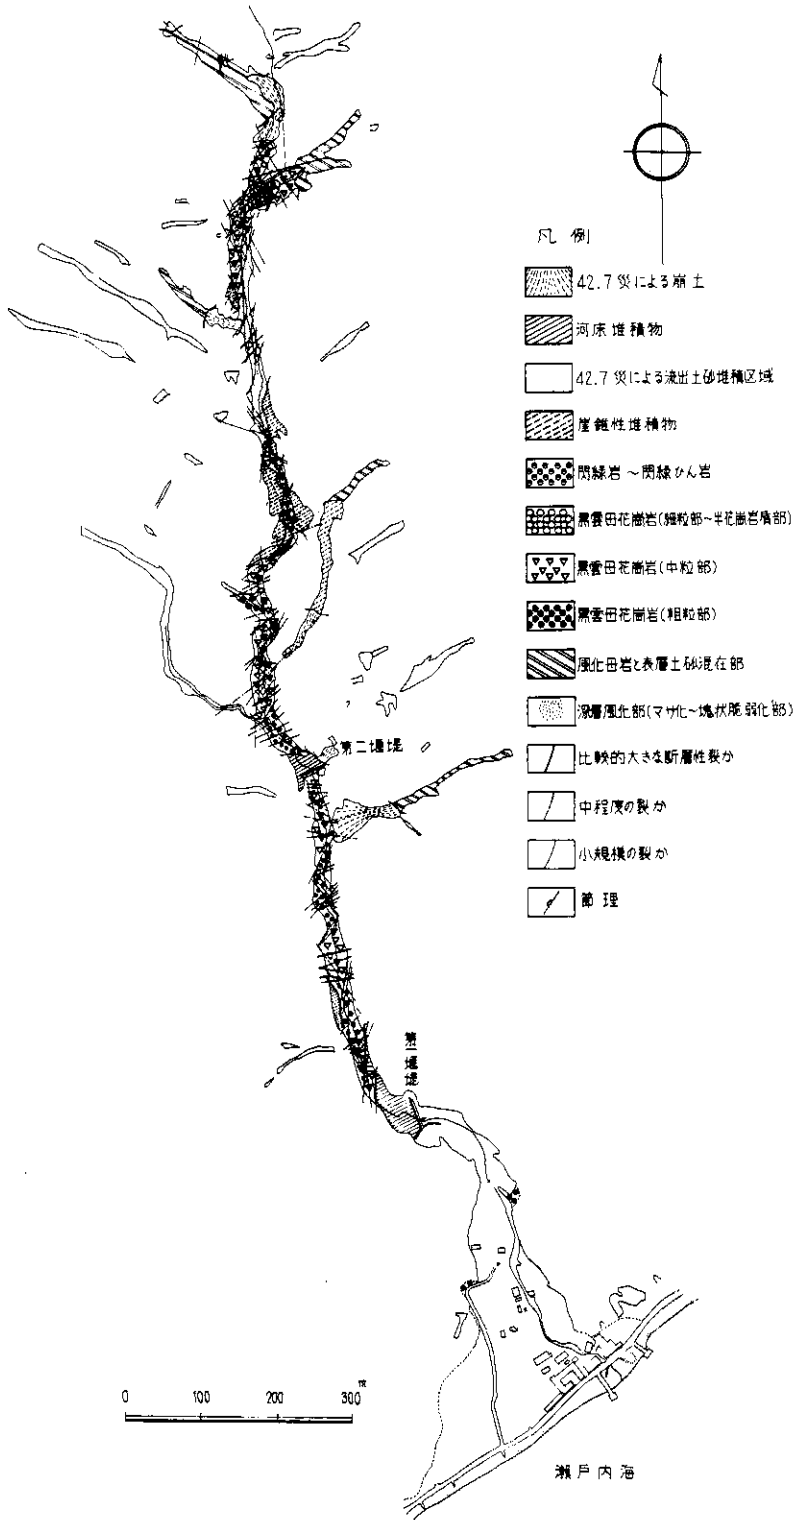 凡例
42.7災による崩土
河床堆積物
42.7災による流出土砂堆積区域
崖錐性堆積物
閃緑岩～閃緑ひん岩
黒雲母花崗岩(細粒部～半花崗岩質部)
黒雲母花崗岩(中粒部)
黒雲母花崗岩(粗粒部)
風化母岩と表層土砂混在部
深層風化部(マサ化～塊状脆弱化部)
比較的大きな断層性裂か
中程度の裂か
小規模の裂か
節理
第二堰堤
第一堰堤
0 100 200 300 m
瀬戸内海